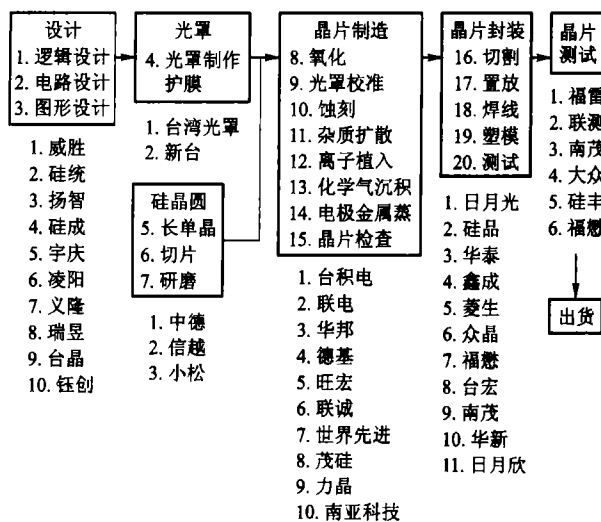 设计
1. 逻辑设计
2. 电路设计
3. 图形设计
1. 威胜
2. 硅统
3. 扬智
4. 硅成
5. 宇庆
6. 凌阳
7. 义隆
8. 瑞昱
9. 台晶
10. 钰创
光罩
4. 光罩制作
护膜
1. 台湾光罩
2. 新台
硅晶圆
5. 长单晶
6. 切片
7. 研磨
1. 中德
2. 信越
3. 小松
晶片制造
8. 氧化
9. 光罩校准
10. 蚀刻
11. 杂质扩散
12. 离子植入
13. 化学气沉积
14. 电极金属蒸
15. 晶片检查
1. 台积电
2. 联电
3. 华邦
4. 德基
5. 旺宏
6. 联诚
7. 世界先进
8. 茂硅
9. 力晶
10. 南亚科技
晶片封装
16. 切割
17. 置放
18. 焊线
19. 塑模
20. 测试
1. 日月光
2. 硅品
3. 华泰
4. 鑫成
5. 菱生
6. 众晶
7. 福懋
8. 台宏
9. 南茂
10. 华新
11. 日月欣
晶片
测试
1. 福雷
2. 联测
3. 南茂
4. 大众
5. 硅丰
6. 福懋
出货